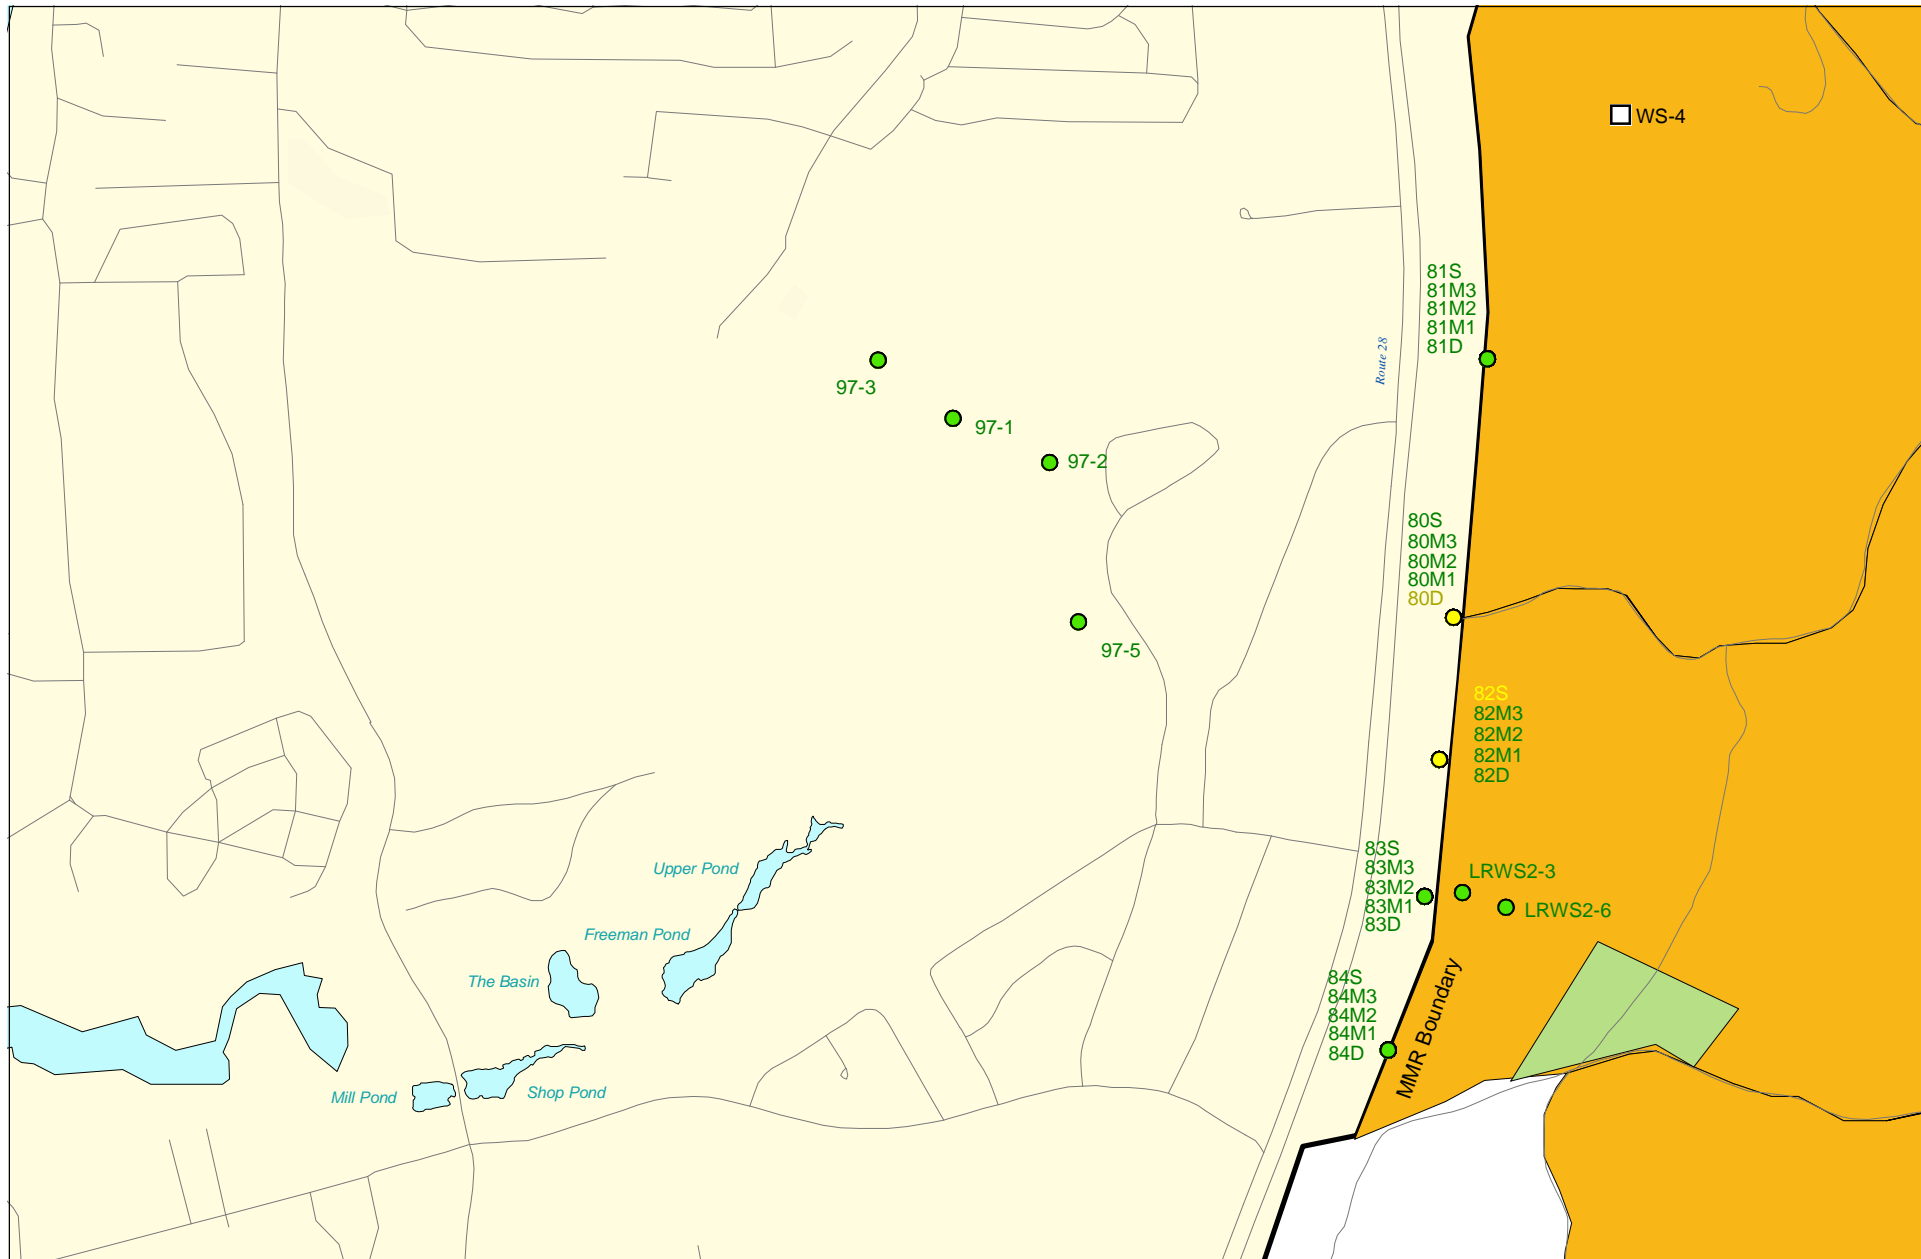 WS-4
81S
81M3
81M2
81M1
81D
Route 28
97-3
97-1
97-2
80S
80M3
80M2
80M1
80D
97-5
82S
82M3
82M2
82M1
82D
83S
83M3
83M2
83M1
83D
LRWS2-3
LRWS2-6
Upper Pond
Freeman Pond
The Basin
84S
84M3
84M2
84M1
84D
MMR Boundary
Mill Pond
Shop Pond